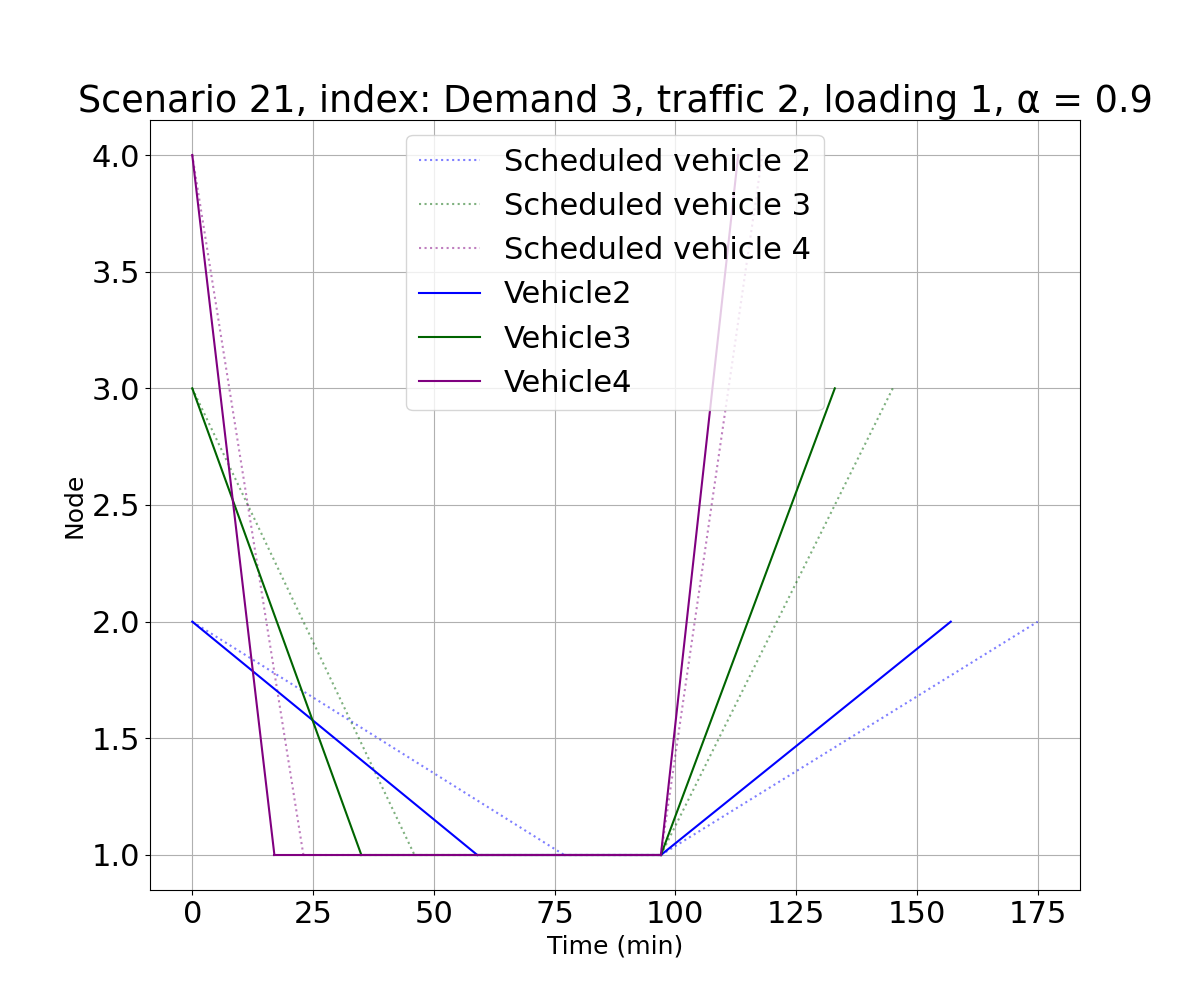 Scenario 21, index: Demand 3, traffic 2, loading 1, α = 0.9
Scheduled vehicle 2
Scheduled vehicle 3
Scheduled vehicle 4
Vehicle2
Vehicle3
Vehicle4
Node
4.0
3.5
3.0
2.5
2.0
1.5
1.0
0 25 50 75 100 125 150 175
Time (min)